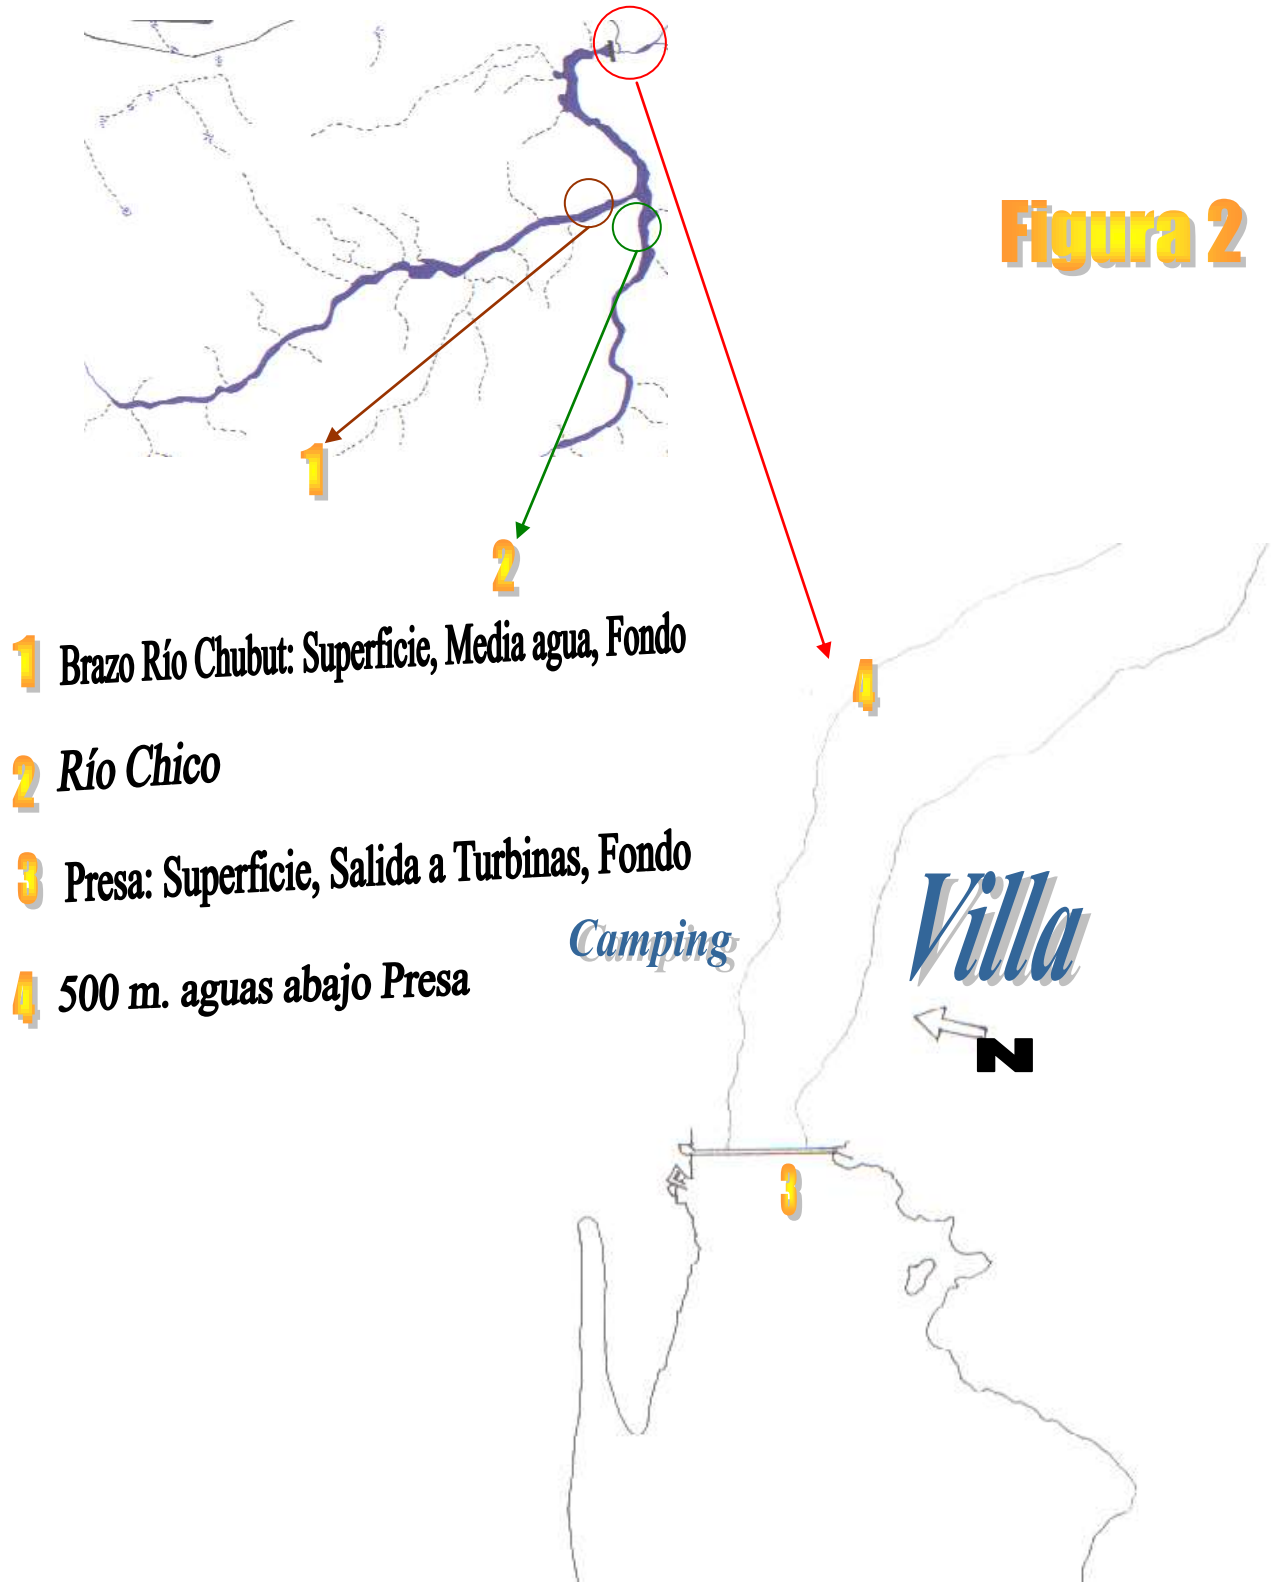 Figura 2
1
2
1 Brazo Río Chubut: Superficie, Media agua, Fondo
4
2 Río Chico
3 Presa: Superficie, Salida a Turbinas, Fondo
Villa
Camping
4 500 m. aguas abajo Presa
N
3